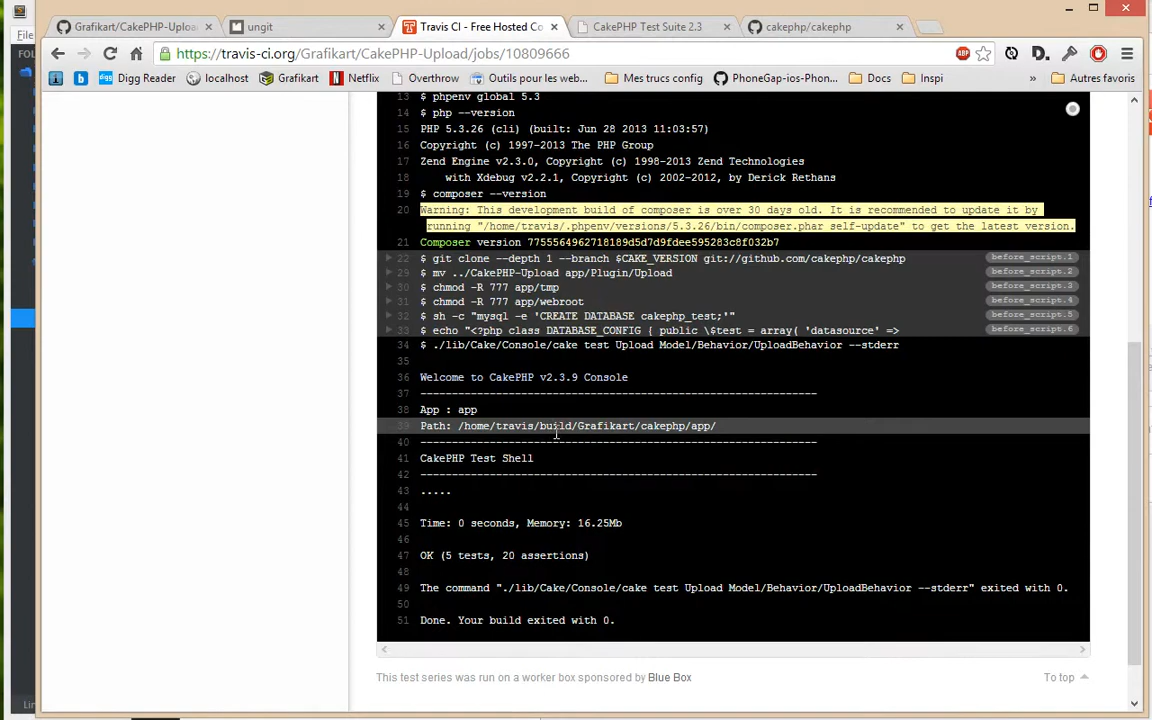 Grafikart/CakePHP-Uploa
ungit
Travis CI - Free Hosted Co
CakePHP Test Suite 2.3
cakephp/cakephp
File
FOL
https://travis-ci.org/Grafikart/CakePHP-Upload/jobs/10809666
Digg Reader
localhost
Grafikart
Netflix
Overthrow
Outils pour les web...
Mes trucs config
PhoneGap-ios-Phon...
Docs
Inspi
»
Autres favoris
13 $ phpenv global 5.3
14 $ php --version
15 PHP 5.3.26 (cli) (built: Jun 28 2013 11:03:57)
16 Copyright (c) 1997-2013 The PHP Group
17 Zend Engine v2.3.0, Copyright (c) 1998-2013 Zend Technologies
18 with Xdebug v2.2.1, Copyright (c) 2002-2012, by Derick Rethans
19 $ composer --version
20 Warning: This development build of composer is over 30 days old. It is recommended to update it by
running "/home/travis/.phpenv/versions/5.3.26/bin/composer.phar self-update" to get the latest version.
21 Composer version 7755564962718189d5d7d9fdee595283c8f032b7
22 $ git clone --depth 1 --branch $CAKE_VERSION git://github.com/cakephp/cakephp before_script.1
29 $ mv ../CakePHP-Upload app/Plugin/Upload before_script.2
30 $ chmod -R 777 app/tmp before_script.3
31 $ chmod -R 777 app/webroot before_script.4
32 $ sh -c "mysql -e 'CREATE DATABASE cakephp_test;'" before_script.5
33 $ echo "<?php class DATABASE_CONFIG { public \$test = array( 'datasource' => before_script.6
34 $ ./lib/Cake/Console/cake test Upload Model/Behavior/UploadBehavior --stderr
35
36 Welcome to CakePHP v2.3.9 Console
37 ---------------------------------------------------------------
38 App : app
39 Path: /home/travis/build/Grafikart/cakephp/app/
40 ---------------------------------------------------------------
41 CakePHP Test Shell
42 ---------------------------------------------------------------
43 .....
44
45 Time: 0 seconds, Memory: 16.25Mb
46
47 OK (5 tests, 20 assertions)
48
49 The command "./lib/Cake/Console/cake test Upload Model/Behavior/UploadBehavior --stderr" exited with 0.
50
51 Done. Your build exited with 0.
This test series was run on a worker box sponsored by Blue Box
To top
Lin